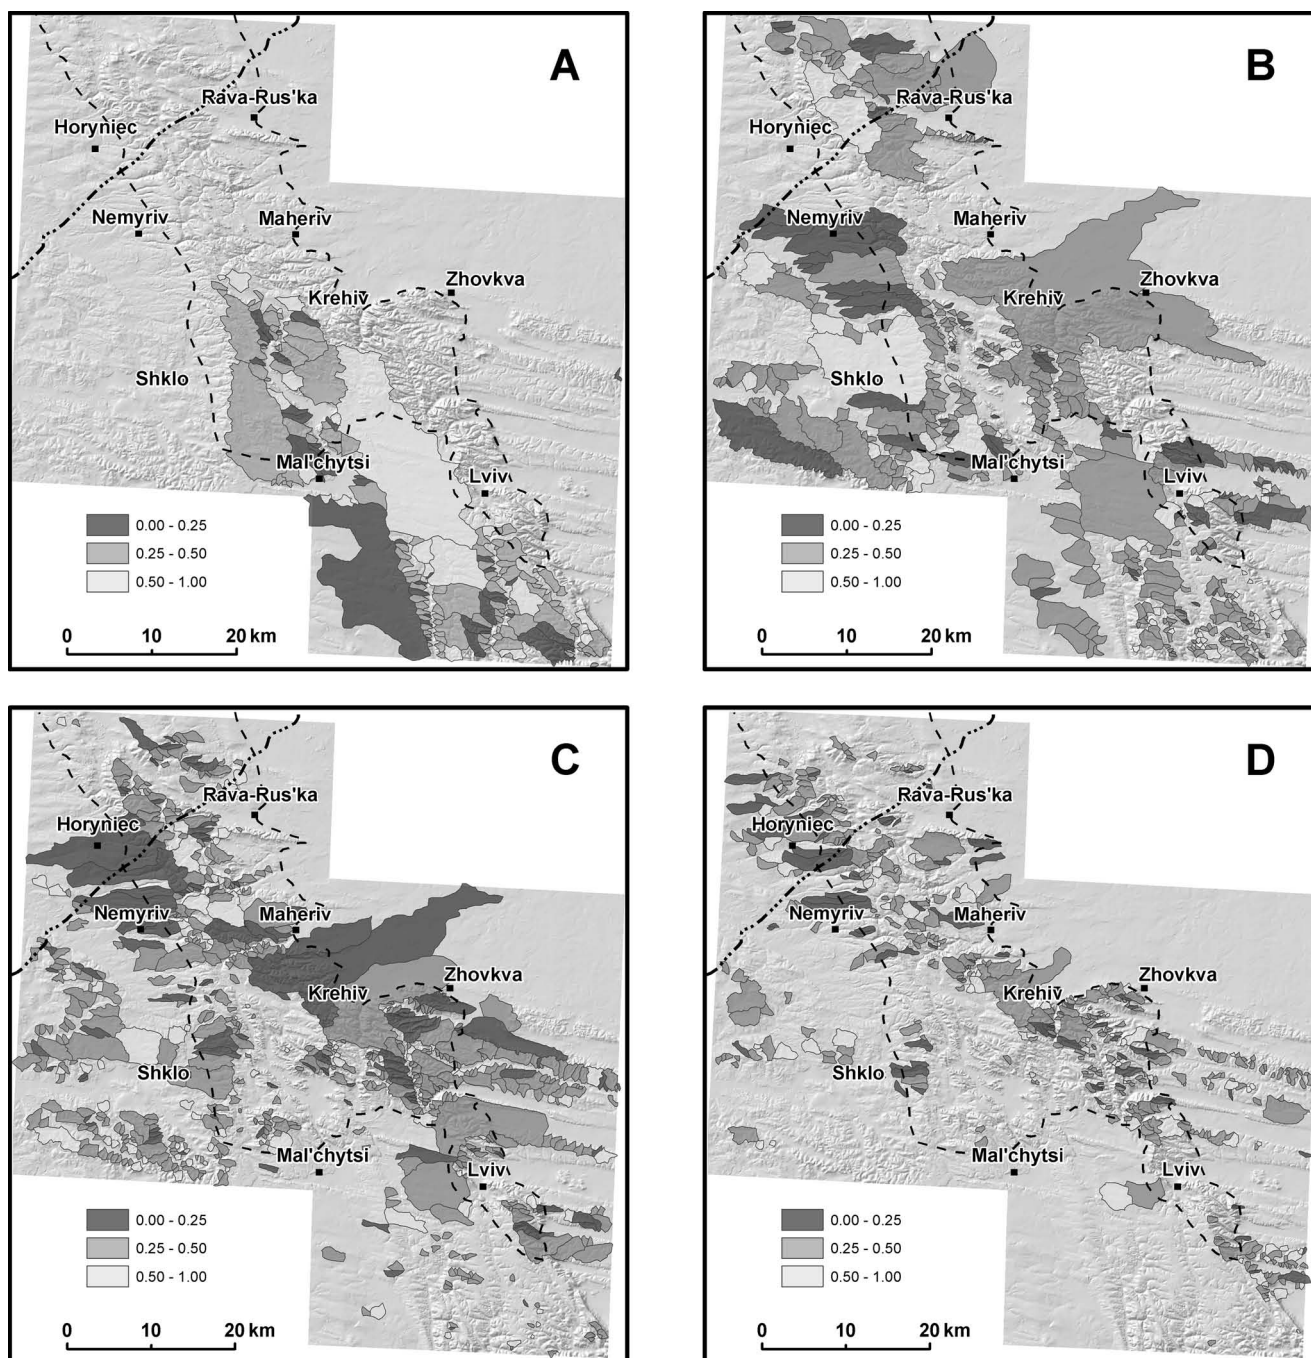 A
Rava-Rus'ka
Horyniec
Nemyriv
Maheriv
Krehiv
Zhovkva
Shklo
Mal'chytsi
Lviv
0.00 - 0.25
0.25 - 0.50
0.50 - 1.00
0 10 20 km
B
Rava-Rus'ka
Horyniec
Nemyriv
Maheriv
Zhovkva
Krehiv
Shklo
Mal'chytsi
Lviv
0.00 - 0.25
0.25 - 0.50
0.50 - 1.00
0 10 20 km
C
Rava-Rus'ka
Horyniec
Nemyriv
Maheriv
Zhovkva
Krehiv
Shklo
Mal'chytsi
Lviv
0.00 - 0.25
0.25 - 0.50
0.50 - 1.00
0 10 20 km
D
Rava-Rus'ka
Horyniec
Nemyriv
Maheriv
Zhovkva
Krehiv
Shklo
Mal'chytsi
Lviv
0.00 - 0.25
0.25 - 0.50
0.50 - 1.00
0 10 20 km